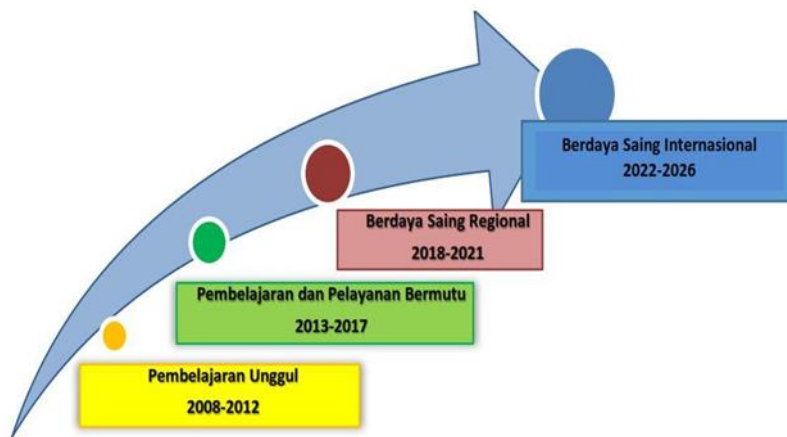 Berdaya Saing Internasional
2022-2026
Berdaya Saing Regional
2018-2021
Pembelajaran dan Pelayanan Bermutu
2013-2017
Pembelajaran Unggul
2008-2012